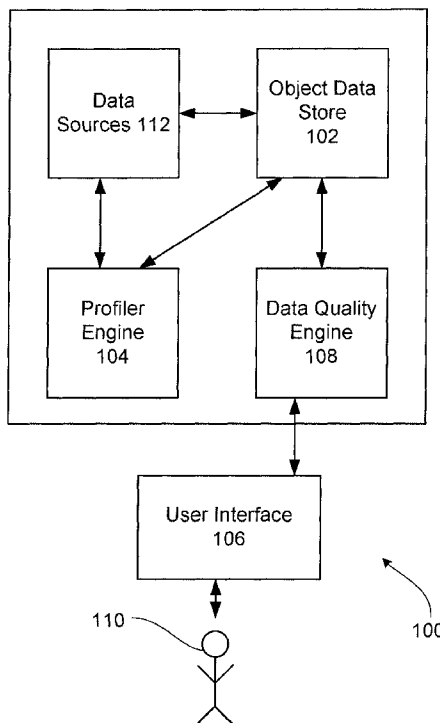 Data
Sources 112
Object Data
Store
102
Profiler
Engine
104
Data Quality
Engine
108
User Interface
106
110
100